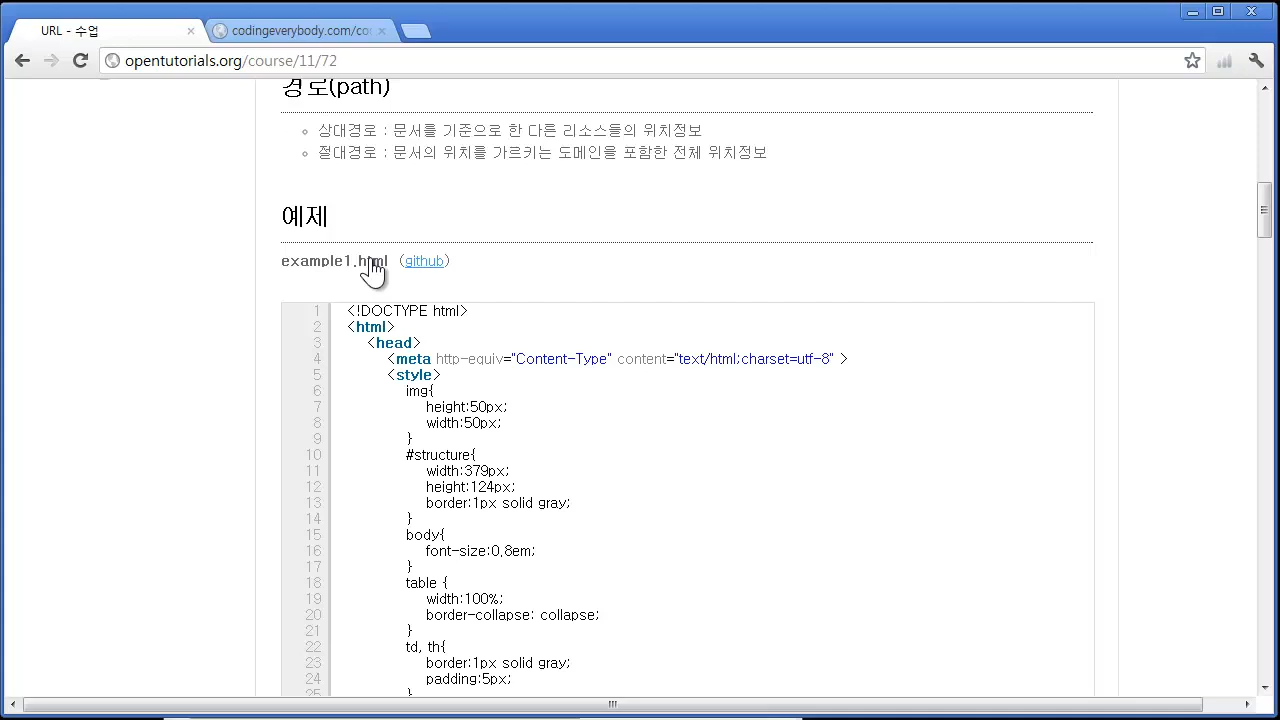 URL - 수업
codingeverybody.com/co
opentutorials.org/course/11/72
경로(path)
상대경로 : 문서를 기준으로 한 다른 리소스들의 위치정보
절대경로 : 문서의 위치를 가르키는 도메인을 포함한 전체 위치정보
예제
example1.html (github)
1 <!DOCTYPE html>
2 <html>
3 <head>
4 <meta http-equiv="Content-Type" content="text/html;charset=utf-8" >
5 <style>
6 img{
7 height:50px;
8 width:50px;
9 }
10 #structure{
11 width:379px;
12 height:124px;
13 border:1px solid gray;
14 }
15 body{
16 font-size:0.8em;
17 }
18 table {
19 width:100%;
20 border-collapse: collapse;
21 }
22 td, th{
23 border:1px solid gray;
24 padding:5px;
25 }